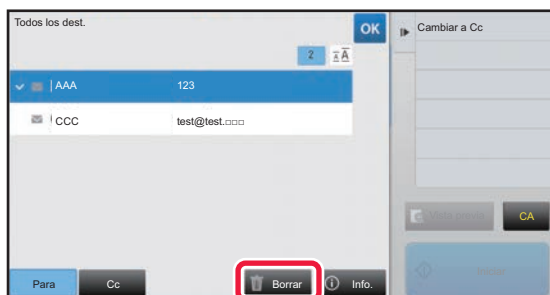 Todos los dest.
OK
Cambiar a Cc
2
AAA 123
CCC test@test.□□□
CA
Para
Cc
Borrar
Info.